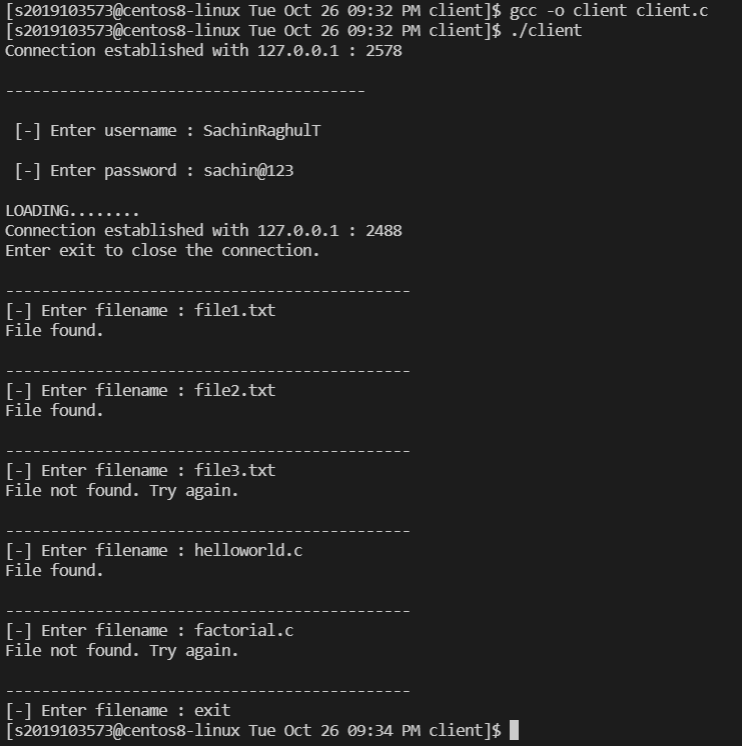 [s2019103573@centos8-linux Tue Oct 26 09:32 PM client]$ gcc -o client client.c
[s2019103573@centos8-linux Tue Oct 26 09:32 PM client]$ ./client
Connection established with 127.0.0.1 : 2578
----------------------------------------
[-] Enter username : SachinRaghulT
[-] Enter password : sachin@123
LOADING........
Connection established with 127.0.0.1 : 2488
Enter exit to close the connection.
---------------------------------------------
[-] Enter filename : file1.txt
File found.
---------------------------------------------
[-] Enter filename : file2.txt
File found.
---------------------------------------------
[-] Enter filename : file3.txt
File not found. Try again.
---------------------------------------------
[-] Enter filename : helloworld.c
File found.
---------------------------------------------
[-] Enter filename : factorial.c
File not found. Try again.
---------------------------------------------
[-] Enter filename : exit
[s2019103573@centos8-linux Tue Oct 26 09:34 PM client]$